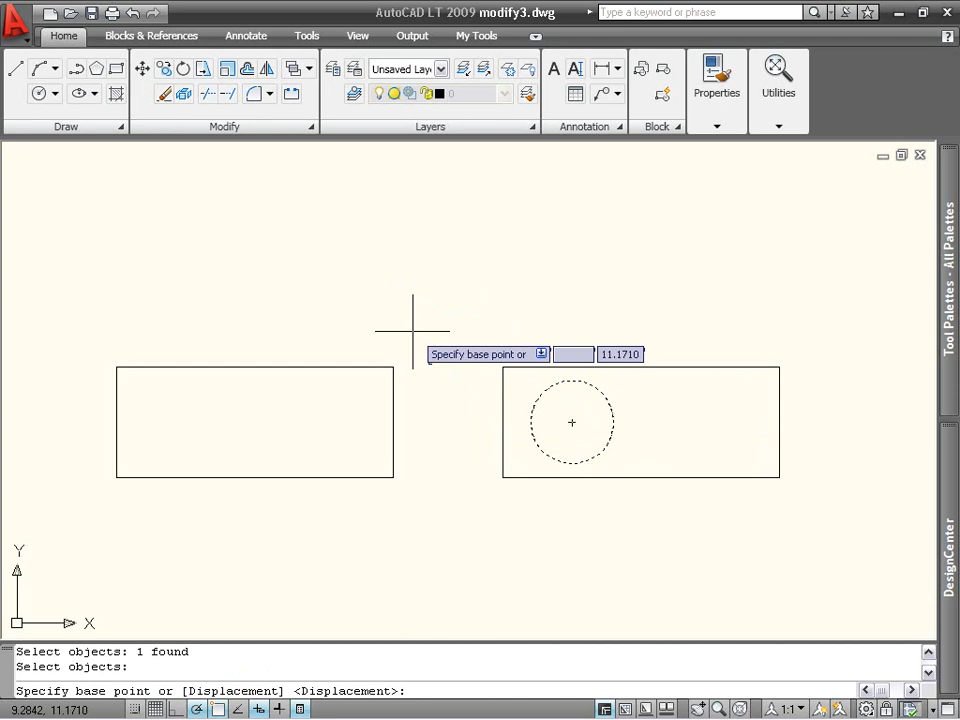 AutoCAD LT 2009 modify3.dwg
Type a keyword or phrase
Home
Blocks & References
Annotate
Tools
View
Output
My Tools
Unsaved Laye
0
A
A
Properties
Utilities
Draw
Modify
Layers
Annotation
Block
Tool Palettes - All Palettes
Specify base point or
11.1710
DesignCenter
Y
X
Select objects: 1 found
Select objects:
Specify base point or [Displacement] <Displacement>:
9.2842, 11.1710
1:1